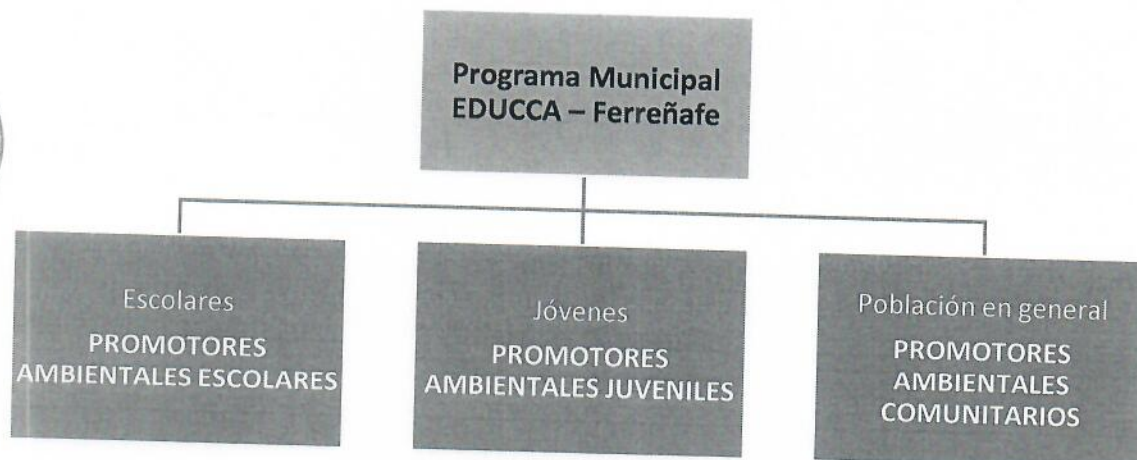 Programa Municipal
EDUCCA – Ferreñafe
Escolares
PROMOTORES
AMBIENTALES ESCOLARES
Jóvenes
PROMOTORES
AMBIENTALES JUVENILES
Población en general
PROMOTORES
AMBIENTALES
COMUNITARIOS